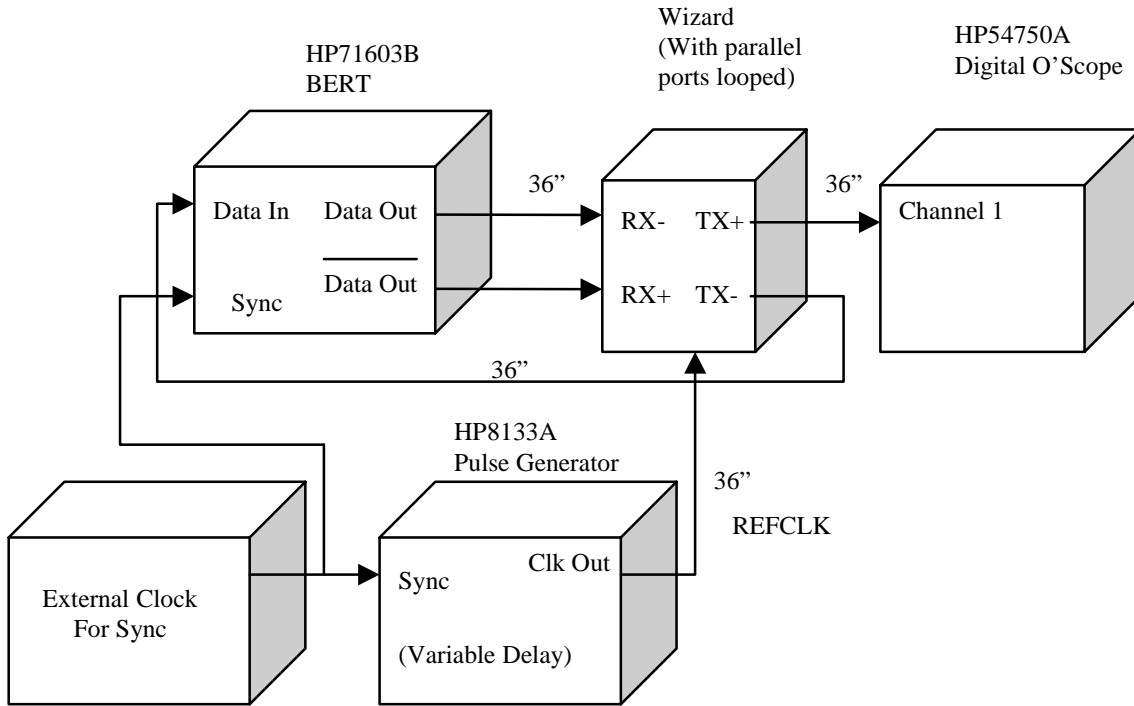 HP71603B
BERT
Wizard
(With parallel
ports looped)
HP54750A
Digital O’Scope
Data In
Data Out
Data Out
Sync
36”
RX-
TX+
RX+
TX-
36”
Channel 1
36”
HP8133A
Pulse Generator
36”
REFCLK
External Clock
For Sync
Sync
Clk Out
(Variable Delay)